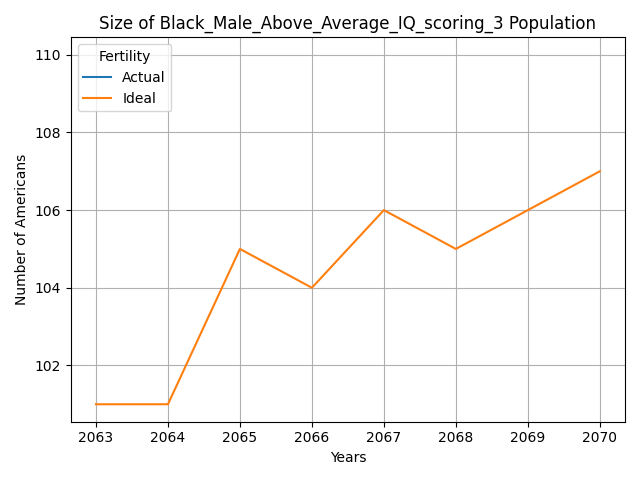 Size of Black_Male_Above_Average_IQ_scoring_3 Population
Fertility
Actual
Ideal
Number of Americans
110
108
106
104
102
2063 2064 2065 2066 2067 2068 2069 2070
Years